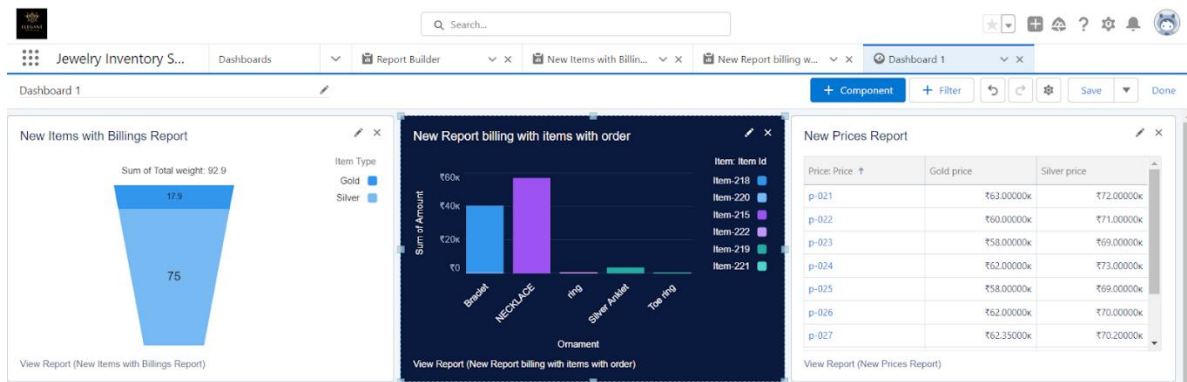 ELEGANT
Search...
Jewelry Inventory S...
Dashboards
Report Builder
New Items with Billin...
New Report billing w...
Dashboard 1
Dashboard 1
+ Component
+ Filter
Save
Done
New Items with Billings Report
Sum of Total weight: 92.9
17.9
75
Item Type
Gold
Silver
View Report (New Items with Billings Report)
New Report billing with items with order
Sum of Amount
₹60K
₹40K
₹20K
₹0
Braclet
NECKLACE
ring
Silver Anklet
Toe ring
Ornament
Item: Item Id
Item-218
Item-220
Item-215
Item-222
Item-219
Item-221
View Report (New Report billing with items with order)
New Prices Report
Price: Price ↑ Gold price Silver price
p-021 ₹63.00000K ₹72.00000K
p-022 ₹60.00000K ₹71.00000K
p-023 ₹58.00000K ₹69.00000K
p-024 ₹62.00000K ₹73.00000K
p-025 ₹58.00000K ₹69.00000K
p-026 ₹62.00000K ₹70.00000K
p-027 ₹62.35000K ₹70.20000K
View Report (New Prices Report)